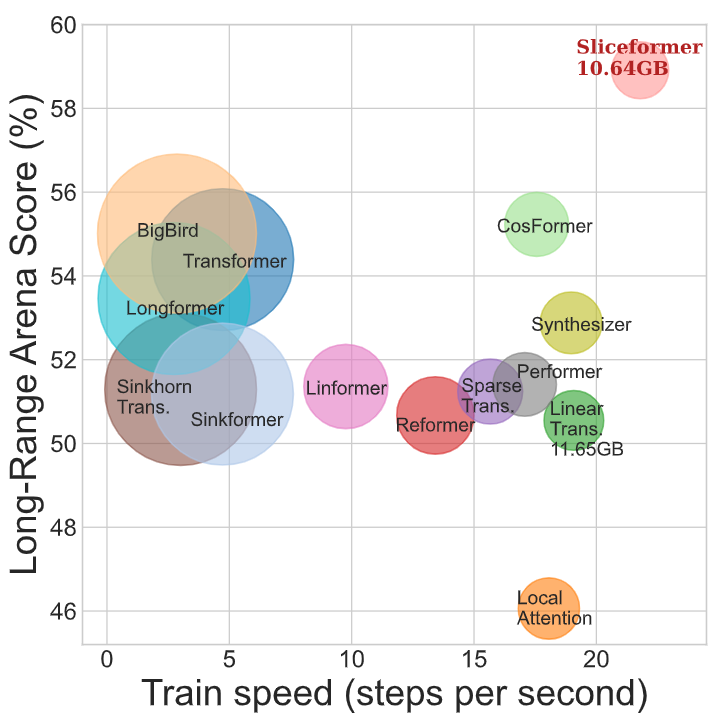 Long-Range Arena Score (%)
60
58
56
54
52
50
48
46
Sliceformer
10.64GB
BigBird
CosFormer
Transformer
Longformer
Synthesizer
Sinkhorn
Trans.
Sinkformer
Linformer
Reformer
Sparse
Trans.
Performer
Linear
Trans.
11.65GB
Local
Attention
0 5 10 15 20
Train speed (steps per second)